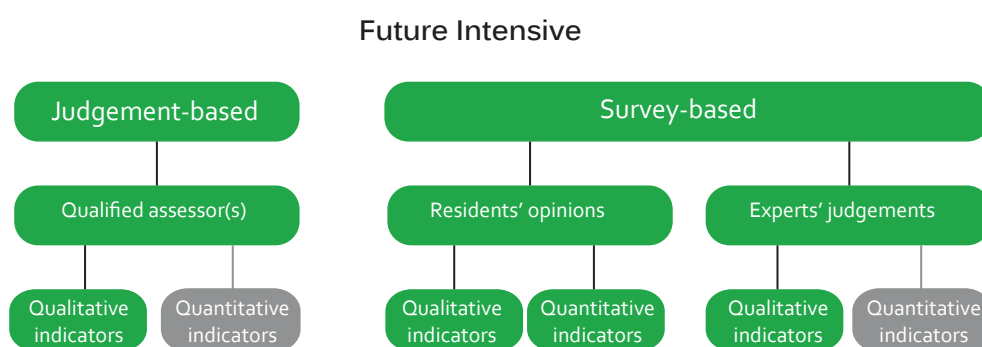 Future Intensive
Judgement-based
Survey-based
Qualified assessor(s)
Residents’ opinions
Experts’ judgements
Qualitative
indicators
Quantitative
indicators
Qualitative
indicators
Quantitative
indicators
Qualitative
indicators
Quantitative
indicators